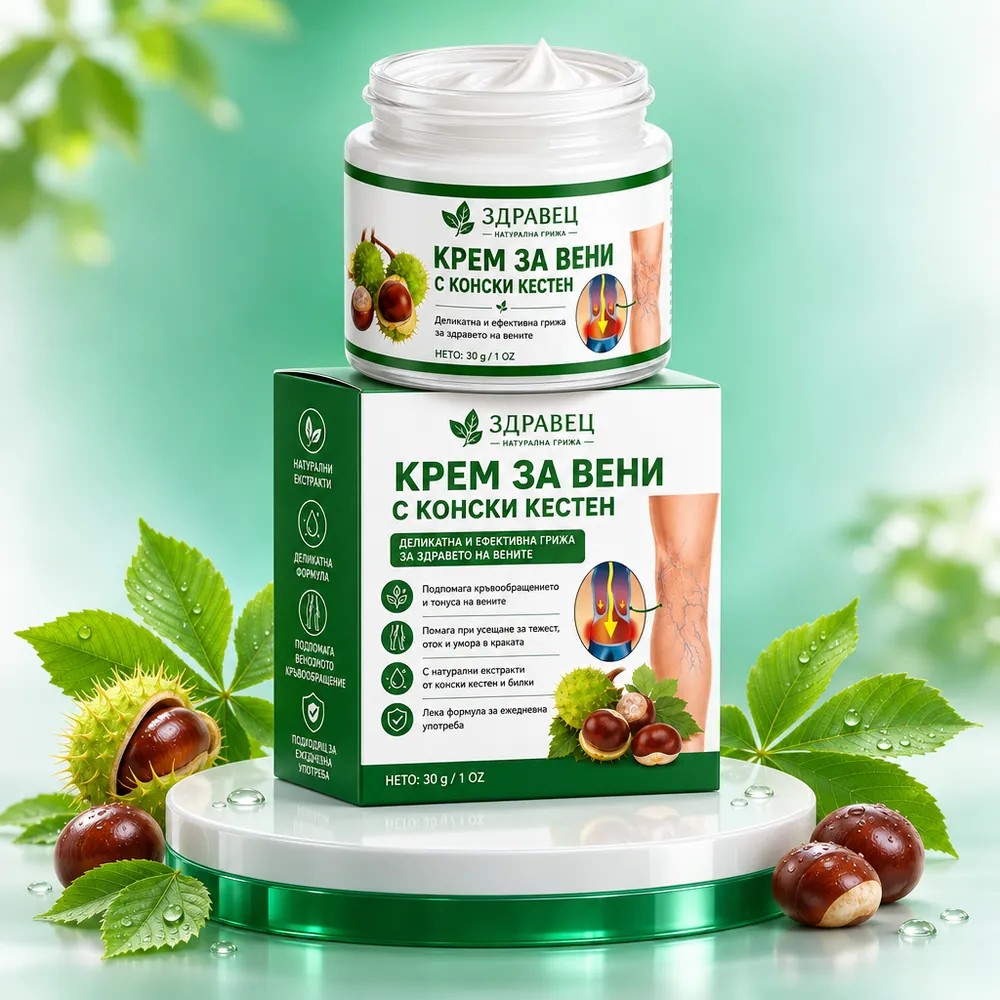 ЗДРАВЕЦ
НАТУРАЛНА ГРИЖА
КРЕМ ЗА ВЕНИ
С КОНСКИ КЕСТЕН
Деликатна и ефективна грижа
за здравето на вените
НЕТО: 30 g / 1 OZ
ЗДРАВЕЦ
НАТУРАЛНА ГРИЖА
КРЕМ ЗА ВЕНИ
С КОНСКИ КЕСТЕН
ДЕЛИКАТНА И ЕФЕКТИВНА ГРИЖА
ЗА ЗДРАВЕТО НА ВЕНИТЕ
Подпомага кръвообращението
и тонуса на вените
Помага при усещане за тежест,
оток и умора в краката
С натурални екстракти
от конски кестен и билки
Лека формула за ежедневна
употреба
НЕТО: 30 g / 1 OZ
НАТУРАЛНИ
ЕКСТРАКТИ
ДЕЛИКАТНА
ФОРМУЛА
ПОДПОМАГА
ВЕНОЗНОТО
КРЪВООБРАЩЕНИЕ
ПОДХОДЯЩ ЗА
ЕЖЕДНЕВНА
УПОТРЕБА